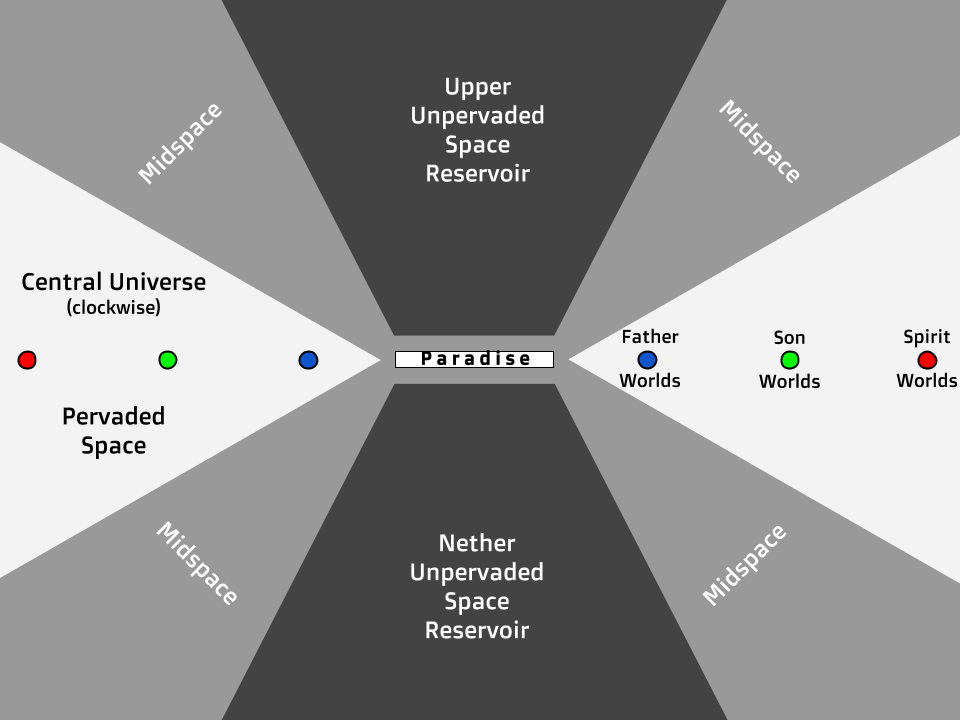 Upper
Unpervaded
Space
Reservoir
Midspace
Midspace
Central Universe
(clockwise)
Pervaded
Space
Paradise
Father
Worlds
Son
Worlds
Spirit
Worlds
Midspace
Midspace
Nether
Unpervaded
Space
Reservoir